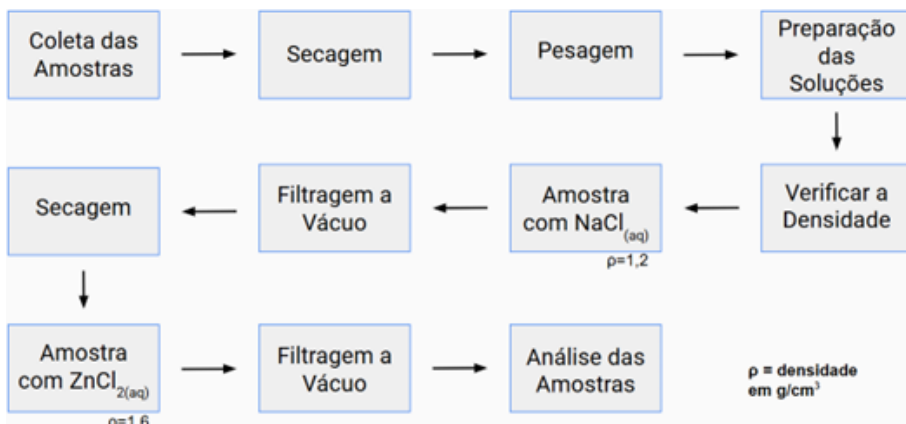 Coleta das
Amostras
Secagem
Pesagem
Preparação
das
Soluções
Verificar a
Densidade
Amostra
com NaCl(aq)
ρ=1,2
Filtragem a
Vácuo
Secagem
Amostra
com ZnCl2(aq)
ρ=1,6
Filtragem a
Vácuo
Análise das
Amostras
ρ = densidade
em g/cm³